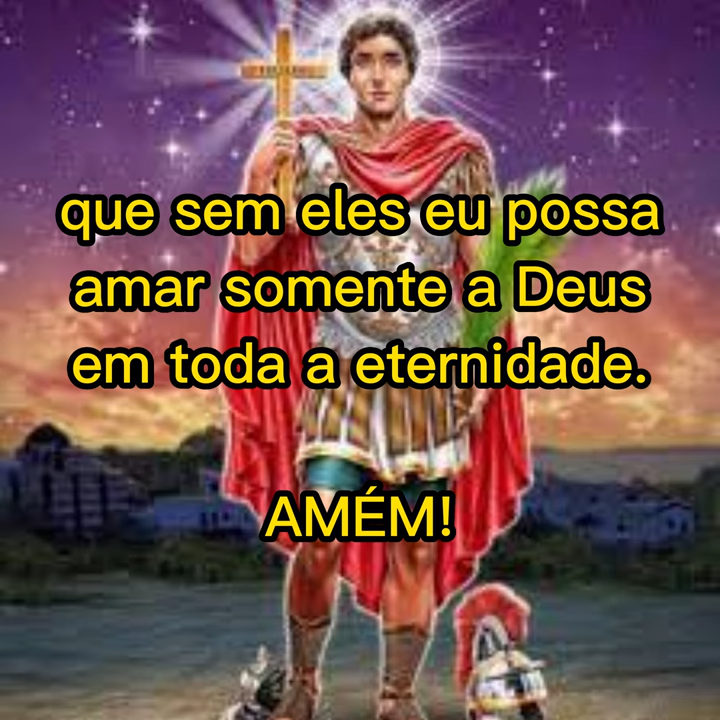 que sem eles eu possa
amar somente a Deus
em toda a eternidade.
AMÉM!